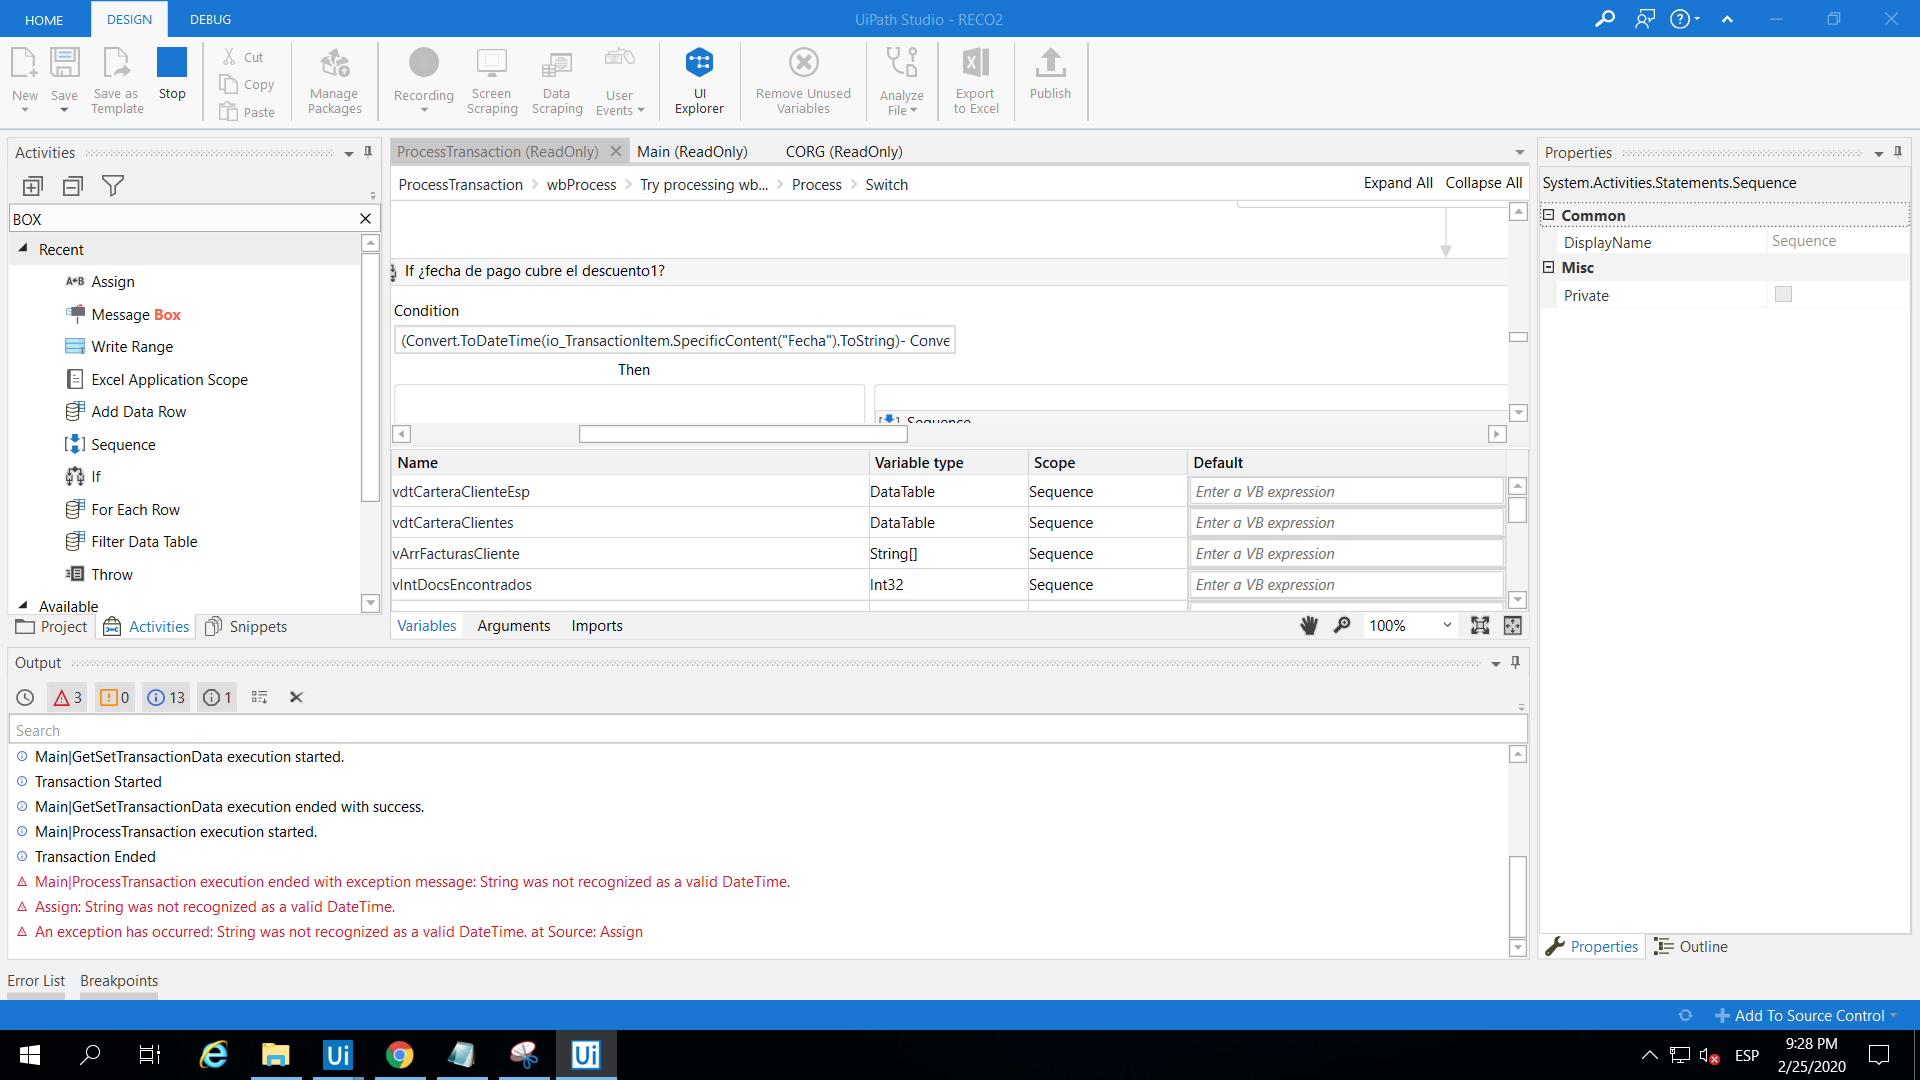 HOME
DESIGN
DEBUG
UiPath Studio - RECO2
New
Save
Save as Template
Stop
Cut
Copy
Paste
Manage Packages
Recording
Screen Scraping
Data Scraping
User Events
UI Explorer
Remove Unused Variables
Analyze File
Export to Excel
Publish
Activities
BOX
Recent
Assign
Message Box
Write Range
Excel Application Scope
Add Data Row
Sequence
If
For Each Row
Filter Data Table
Throw
Available
Project
Activities
Snippets
ProcessTransaction (ReadOnly)
Main (ReadOnly)
CORG (ReadOnly)
ProcessTransaction > wbProcess > Try processing wb... > Process > Switch
Expand All
Collapse All
If ¿fecha de pago cubre el descuento1?
Condition
(Convert.ToDateTime(io_TransactionItem.SpecificContent("Fecha").ToString)- Conve
Then
Sequence
Name Variable type Scope Default
vdtCarteraClienteEsp DataTable Sequence Enter a VB expression
vdtCarteraClientes DataTable Sequence Enter a VB expression
vArrFacturasCliente String[] Sequence Enter a VB expression
vIntDocsEncontrados Int32 Sequence Enter a VB expression
Variables
Arguments
Imports
100%
Properties
System.Activities.Statements.Sequence
Common
DisplayName Sequence
Misc
Private
Properties
Outline
Output
3
0
13
1
Search
Main|GetSetTransactionData execution started.
Transaction Started
Main|GetSetTransactionData execution ended with success.
Main|ProcessTransaction execution started.
Transaction Ended
Main|ProcessTransaction execution ended with exception message: String was not recognized as a valid DateTime.
Assign: String was not recognized as a valid DateTime.
An exception has occurred: String was not recognized as a valid DateTime. at Source: Assign
Error List
Breakpoints
Add To Source Control
Ui
Ui
ESP
9:28 PM
2/25/2020